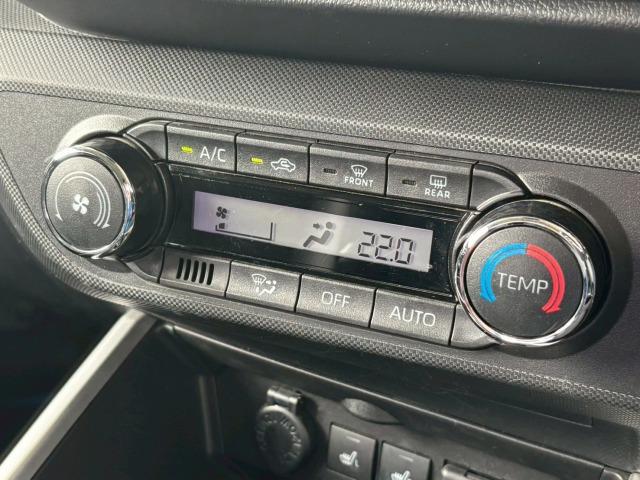 A/C
FRONT
REAR
22.0
TEMP
OFF
AUTO